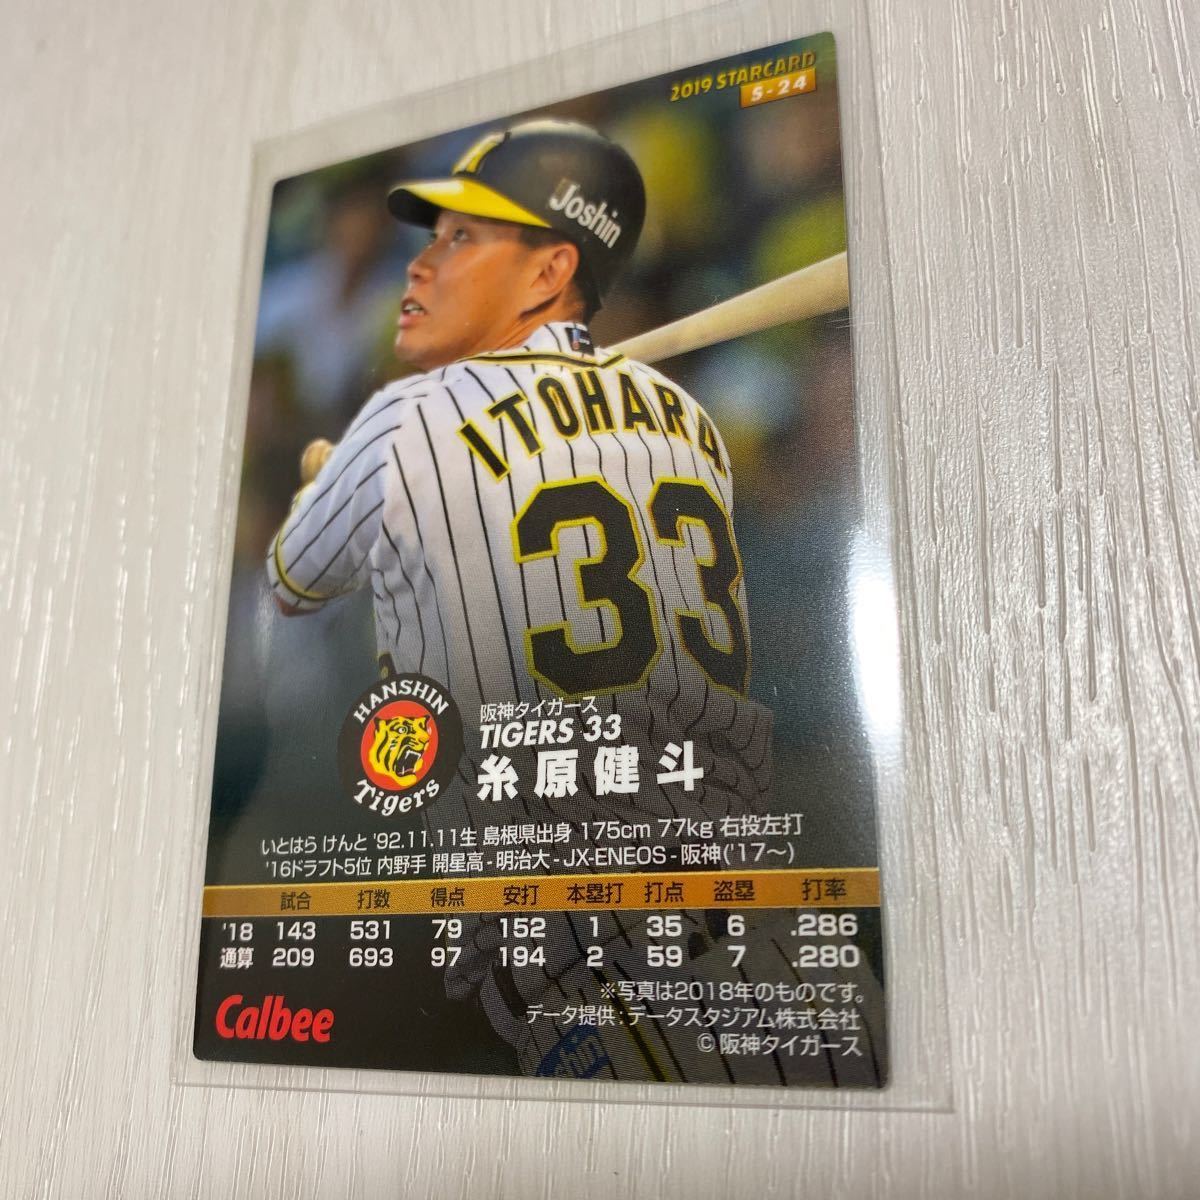 2019 STARCARD
S-24
Joshin
ITOHARA
33
HANSHIN
Tigers
阪神タイガース
TIGERS 33
糸原健斗
いとはら けんと '92.11.11生 島根県出身 175cm 77kg 右投左打
'16ドラフト5位 内野手 開星高-明治大-JX-ENEOS-阪神('17〜)
試合 打数 得点 安打 本塁打 打点 盗塁 打率
'18 143 531 79 152 1 35 6 .286
通算 209 693 97 194 2 59 7 .280
※写真は2018年のものです。
データ提供:データスタジアム株式会社
Calbee
©阪神タイガース